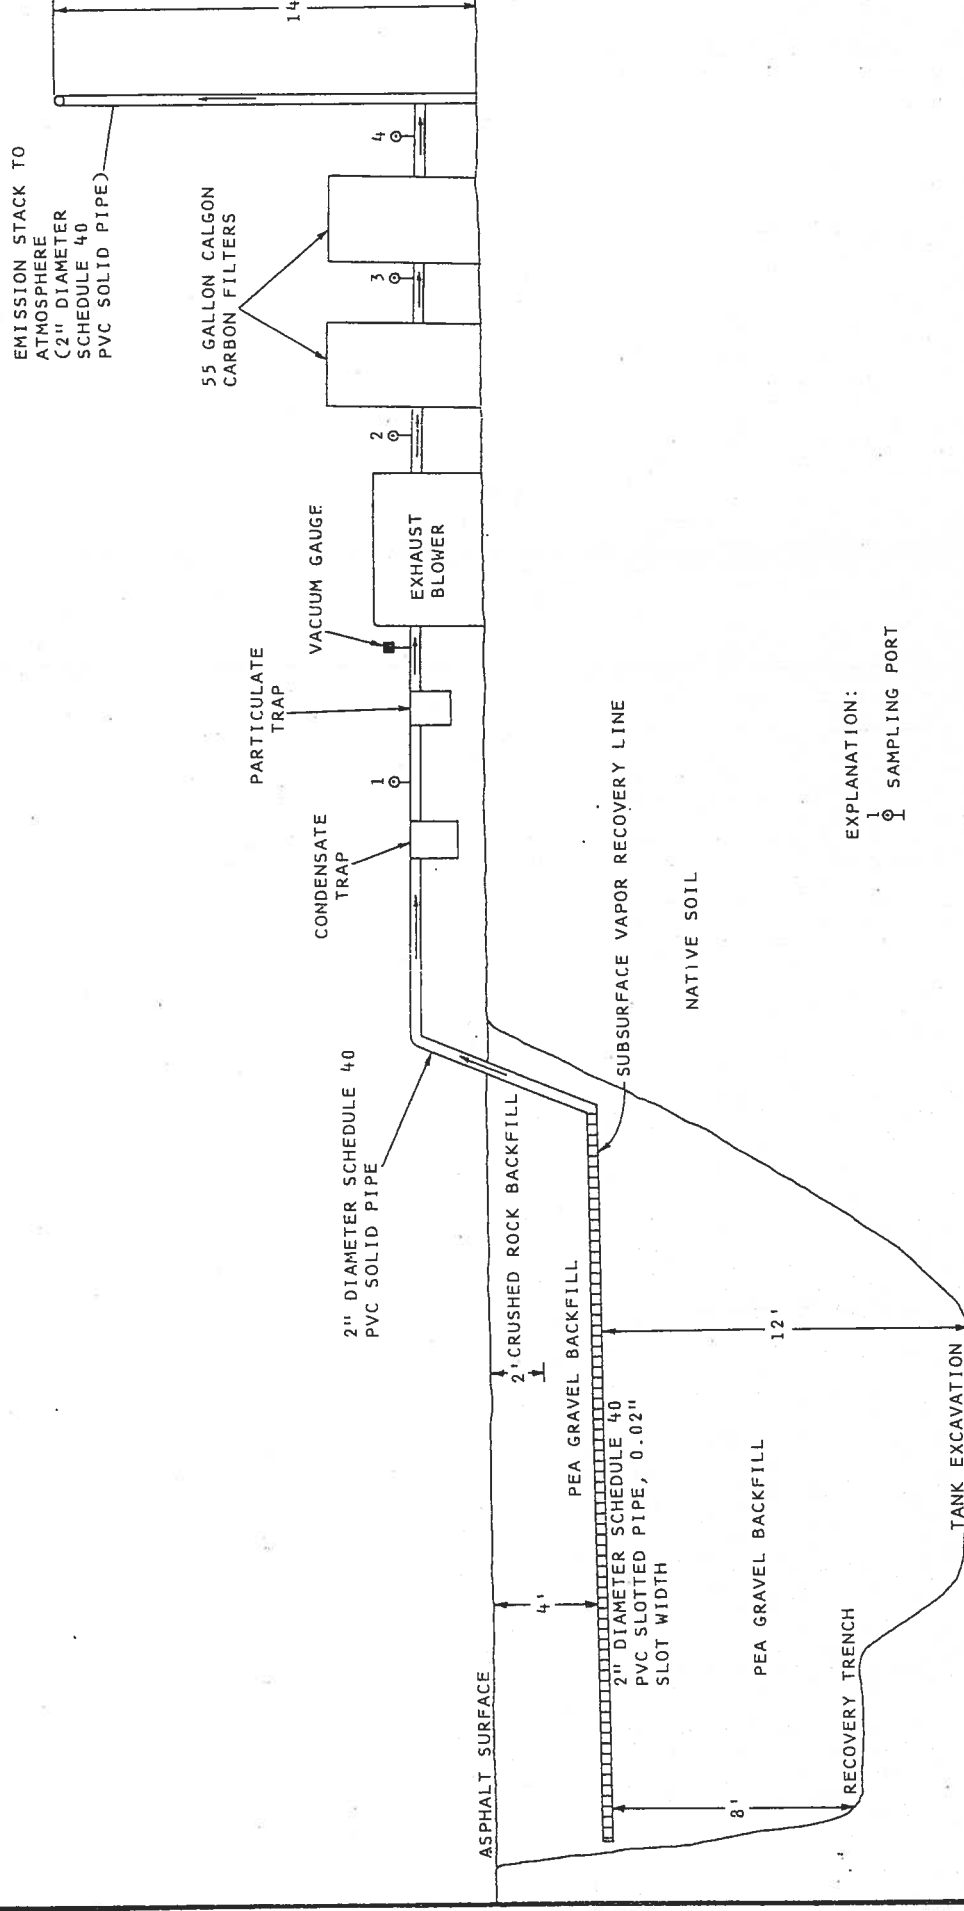 14
EMISSION STACK TO
ATMOSPHERE
(2" DIAMETER
SCHEDULE 40
PVC SOLID PIPE)
55 GALLON CALGON
CARBON FILTERS
4
3
2
1
EXHAUST
BLOWER
VACUUM GAUGE
PARTICULATE
TRAP
CONDENSATE
TRAP
2" DIAMETER SCHEDULE 40
PVC SOLID PIPE
ASPHALT SURFACE
2' CRUSHED ROCK BACKFILL
4'
PEA GRAVEL BACKFILL
2" DIAMETER SCHEDULE 40
PVC SLOTTED PIPE, 0.02"
SLOT WIDTH
SUBSURFACE VAPOR RECOVERY LINE
NATIVE SOIL
PEA GRAVEL BACKFILL
8'
12'
RECOVERY TRENCH
TANK EXCAVATION
EXPLANATION:
1
SAMPLING PORT